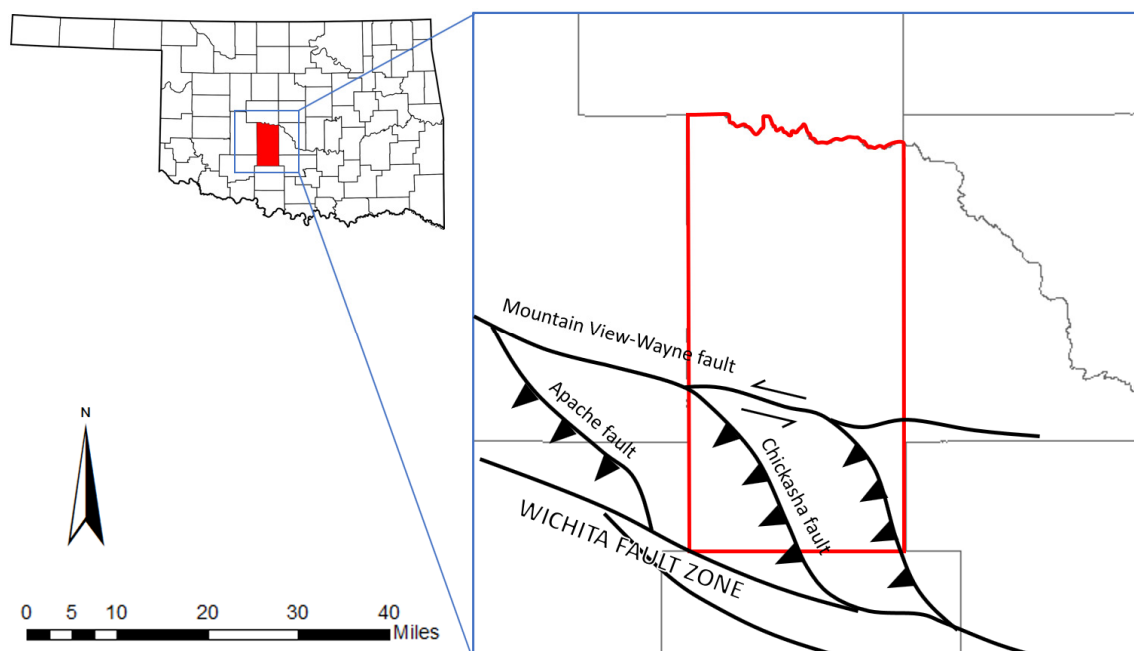 Mountain View-Wayne fault
Apache fault
Chickasha fault
WICHITA FAULT ZONE
N
0 5 10 20 30 40
Miles